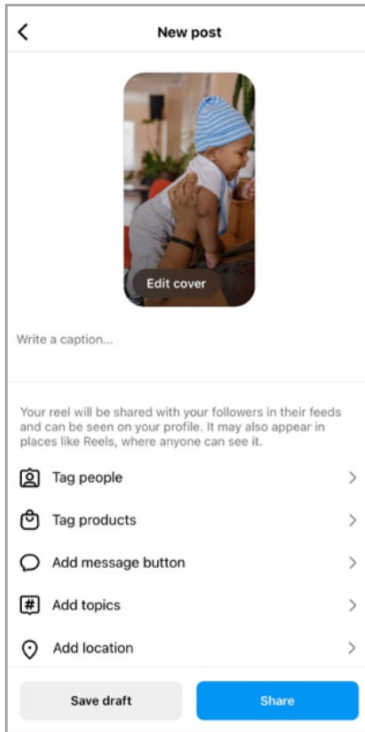 New post
Edit cover
Write a caption...
Your reel will be shared with your followers in their feeds
and can be seen on your profile. It may also appear in
places like Reels, where anyone can see it.
Tag people
Tag products
Add message button
# Add topics
Add location
Save draft
Share